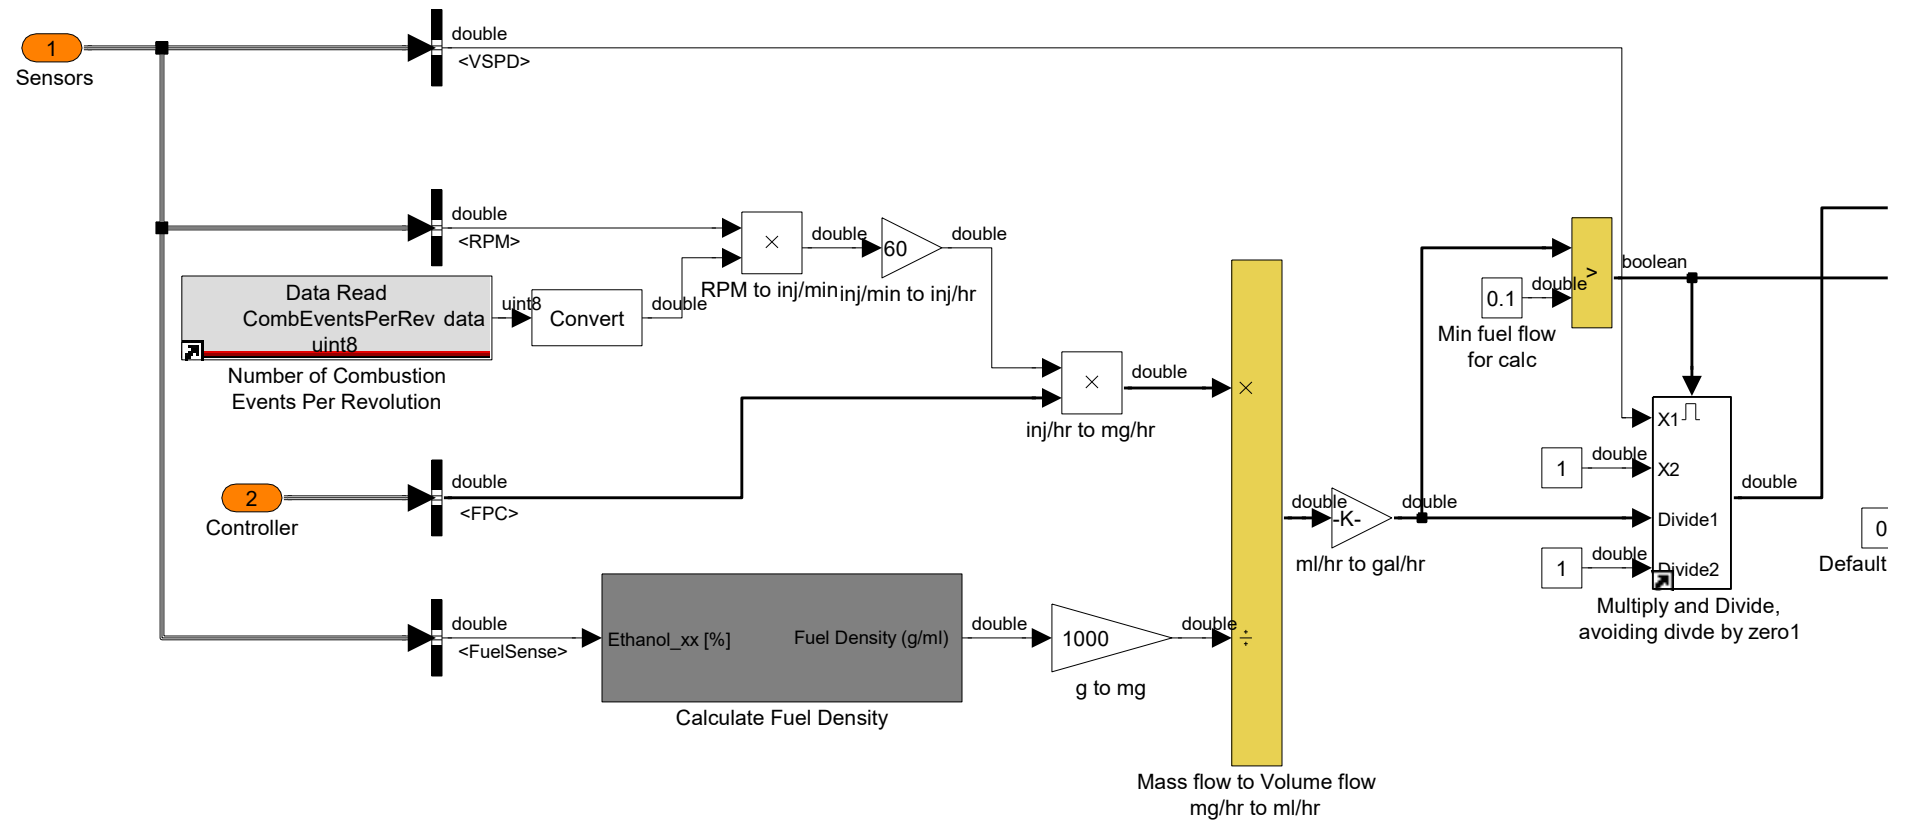 1
Sensors
double
<VSPD>
double
<RPM>
Data Read
CombEventsPerRev data
uint8
Number of Combustion
Events Per Revolution
uint8
Convert
double
×
RPM to inj/min
double
60
inj/min to inj/hr
double
2
Controller
double
<FPC>
×
inj/hr to mg/hr
double
double
<FuelSense>
Ethanol_xx [%]
Fuel Density (g/ml)
Calculate Fuel Density
double
1000
g to mg
double
×
÷
Mass flow to Volume flow
mg/hr to ml/hr
double
-K-
ml/hr to gal/hr
double
0.1
double
Min fuel flow
for calc
>
boolean
1
double
1
double
X1
X2
Divide1
Divide2
Multiply and Divide,
avoiding divde by zero1
double
0
Default